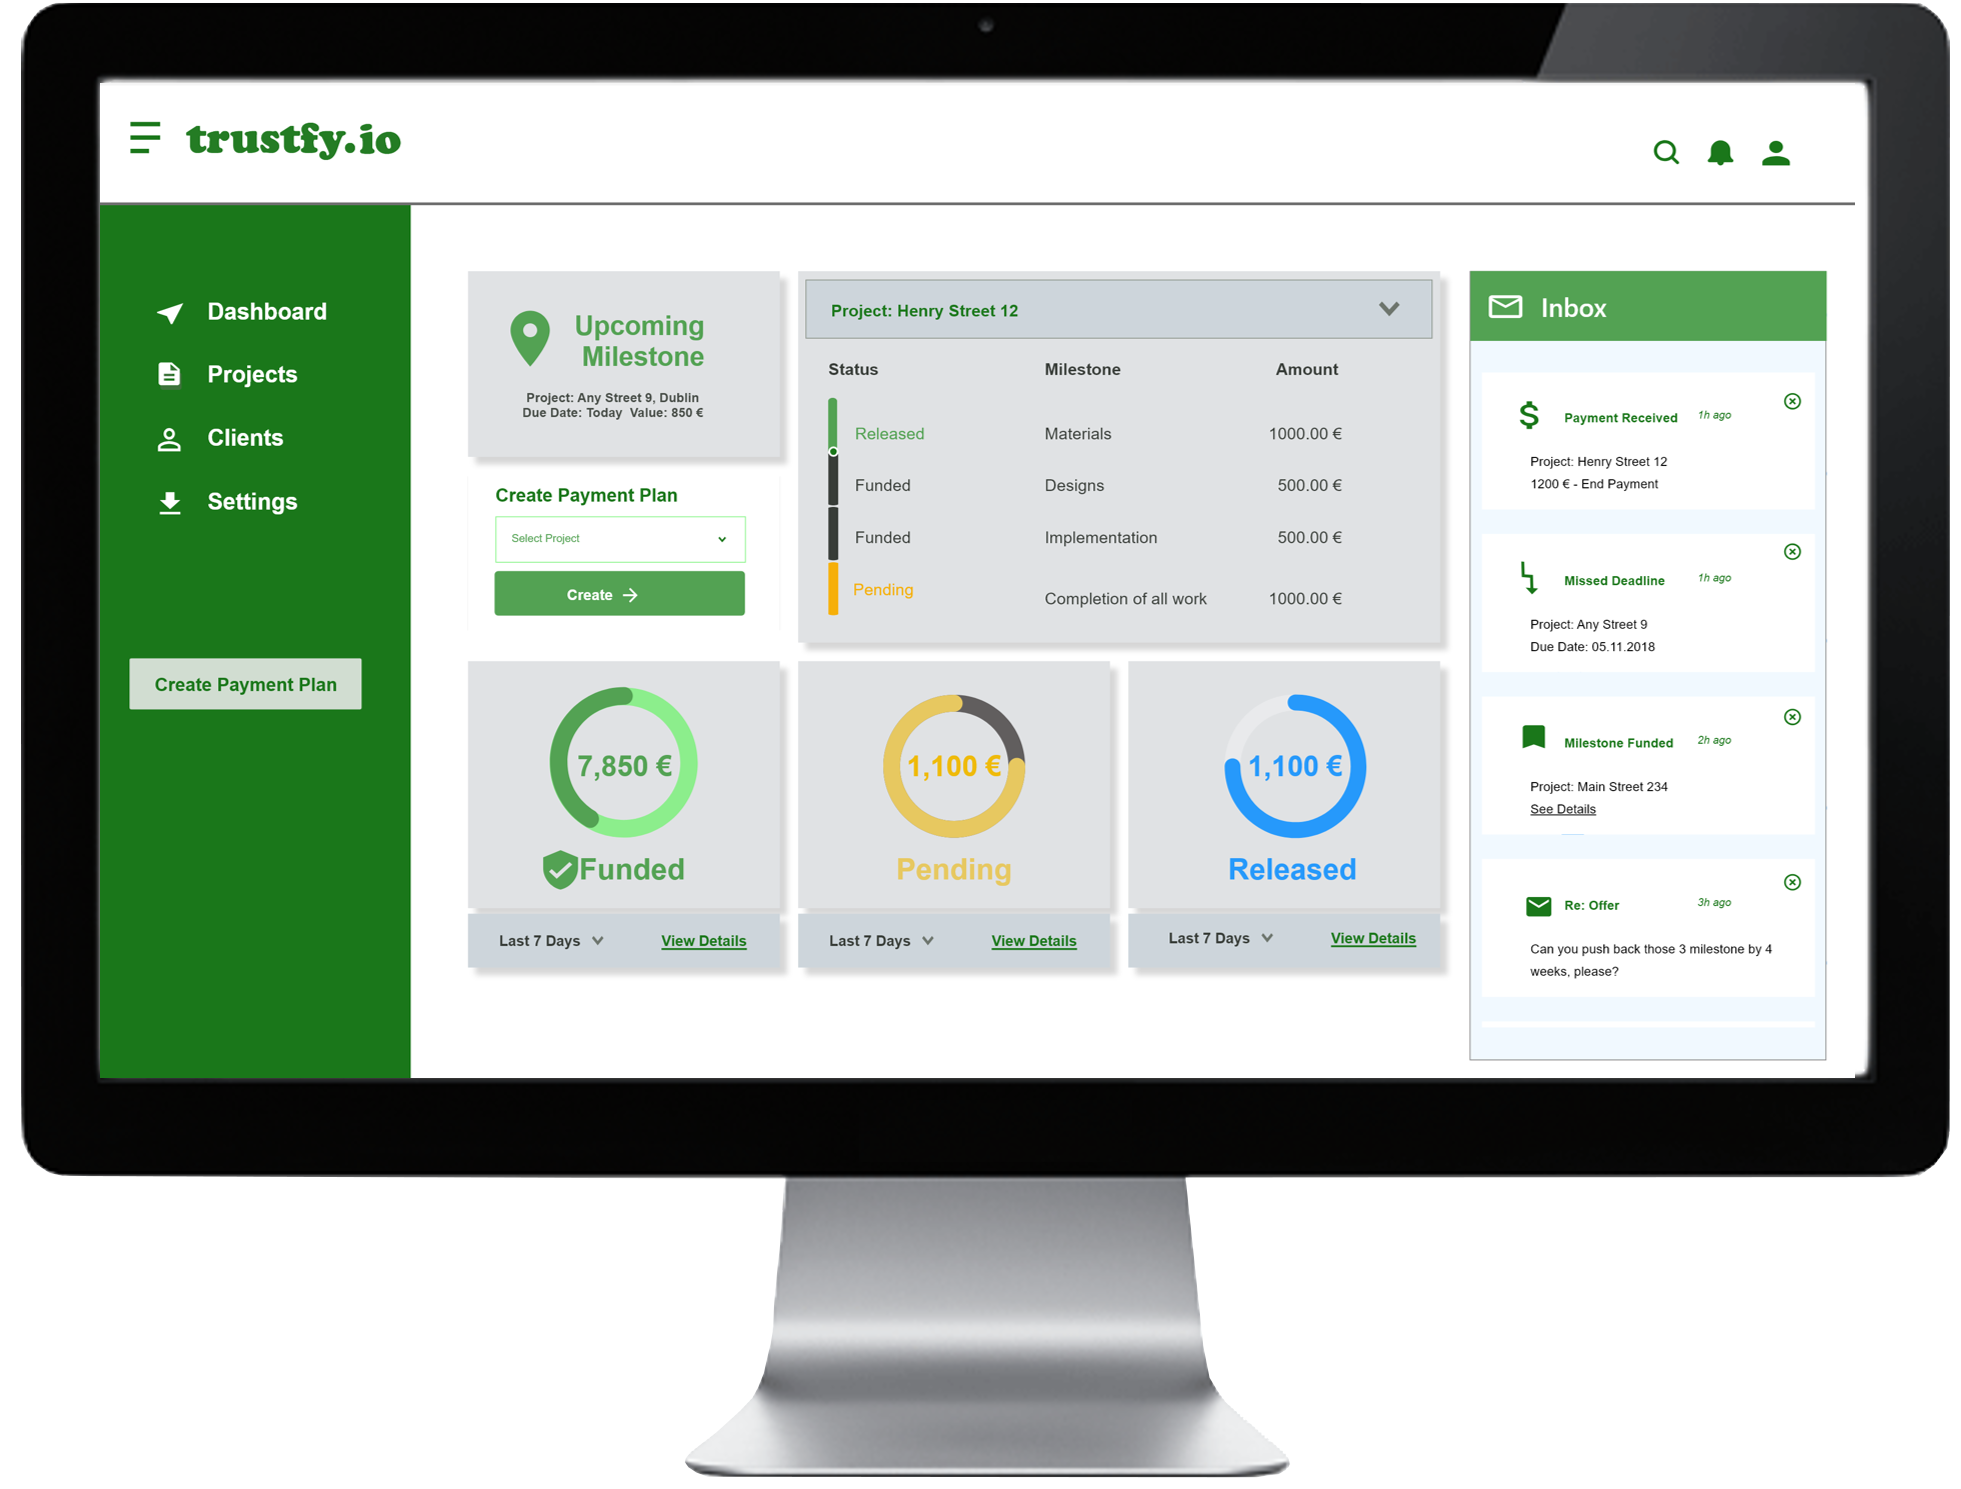 trustfy.io
Dashboard
Projects
Clients
Settings
Create Payment Plan
Upcoming
Milestone
Project: Any Street 9, Dublin
Due Date: Today Value: 850 €
Create Payment Plan
Select Project
Create
Project: Henry Street 12
Status Milestone Amount
Released Materials 1000.00 €
Funded Designs 500.00 €
Funded Implementation 500.00 €
Pending Completion of all work 1000.00 €
7,850 €
Funded
Last 7 Days View Details
1,100 €
Pending
Last 7 Days View Details
1,100 €
Released
Last 7 Days View Details
Inbox
Payment Received 1h ago
Project: Henry Street 12
1200 € - End Payment
Missed Deadline 1h ago
Project: Any Street 9
Due Date: 05.11.2018
Milestone Funded 2h ago
Project: Main Street 234
See Details
Re: Offer 3h ago
Can you push back those 3 milestone by 4
weeks, please?